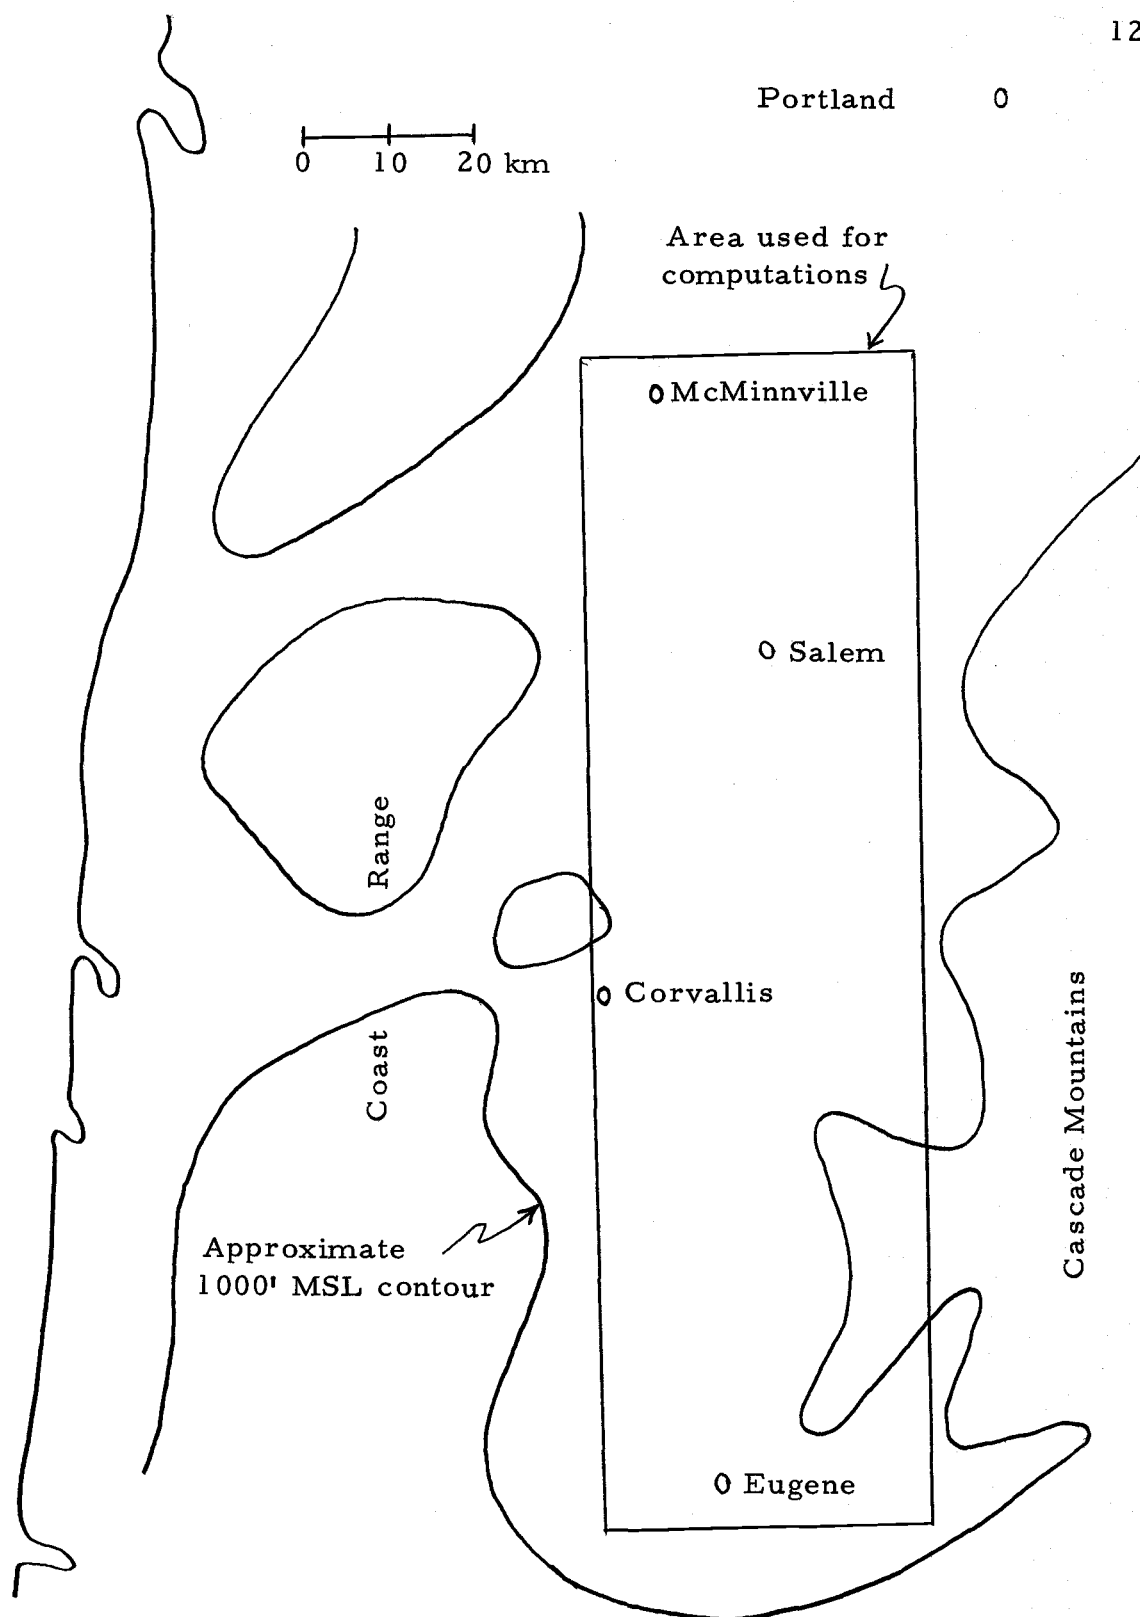 12
Portland
0 10 20 km
Area used for
computations
McMinnville
Salem
Range
Corvallis
Coast
Cascade Mountains
Approximate
1000' MSL contour
Eugene